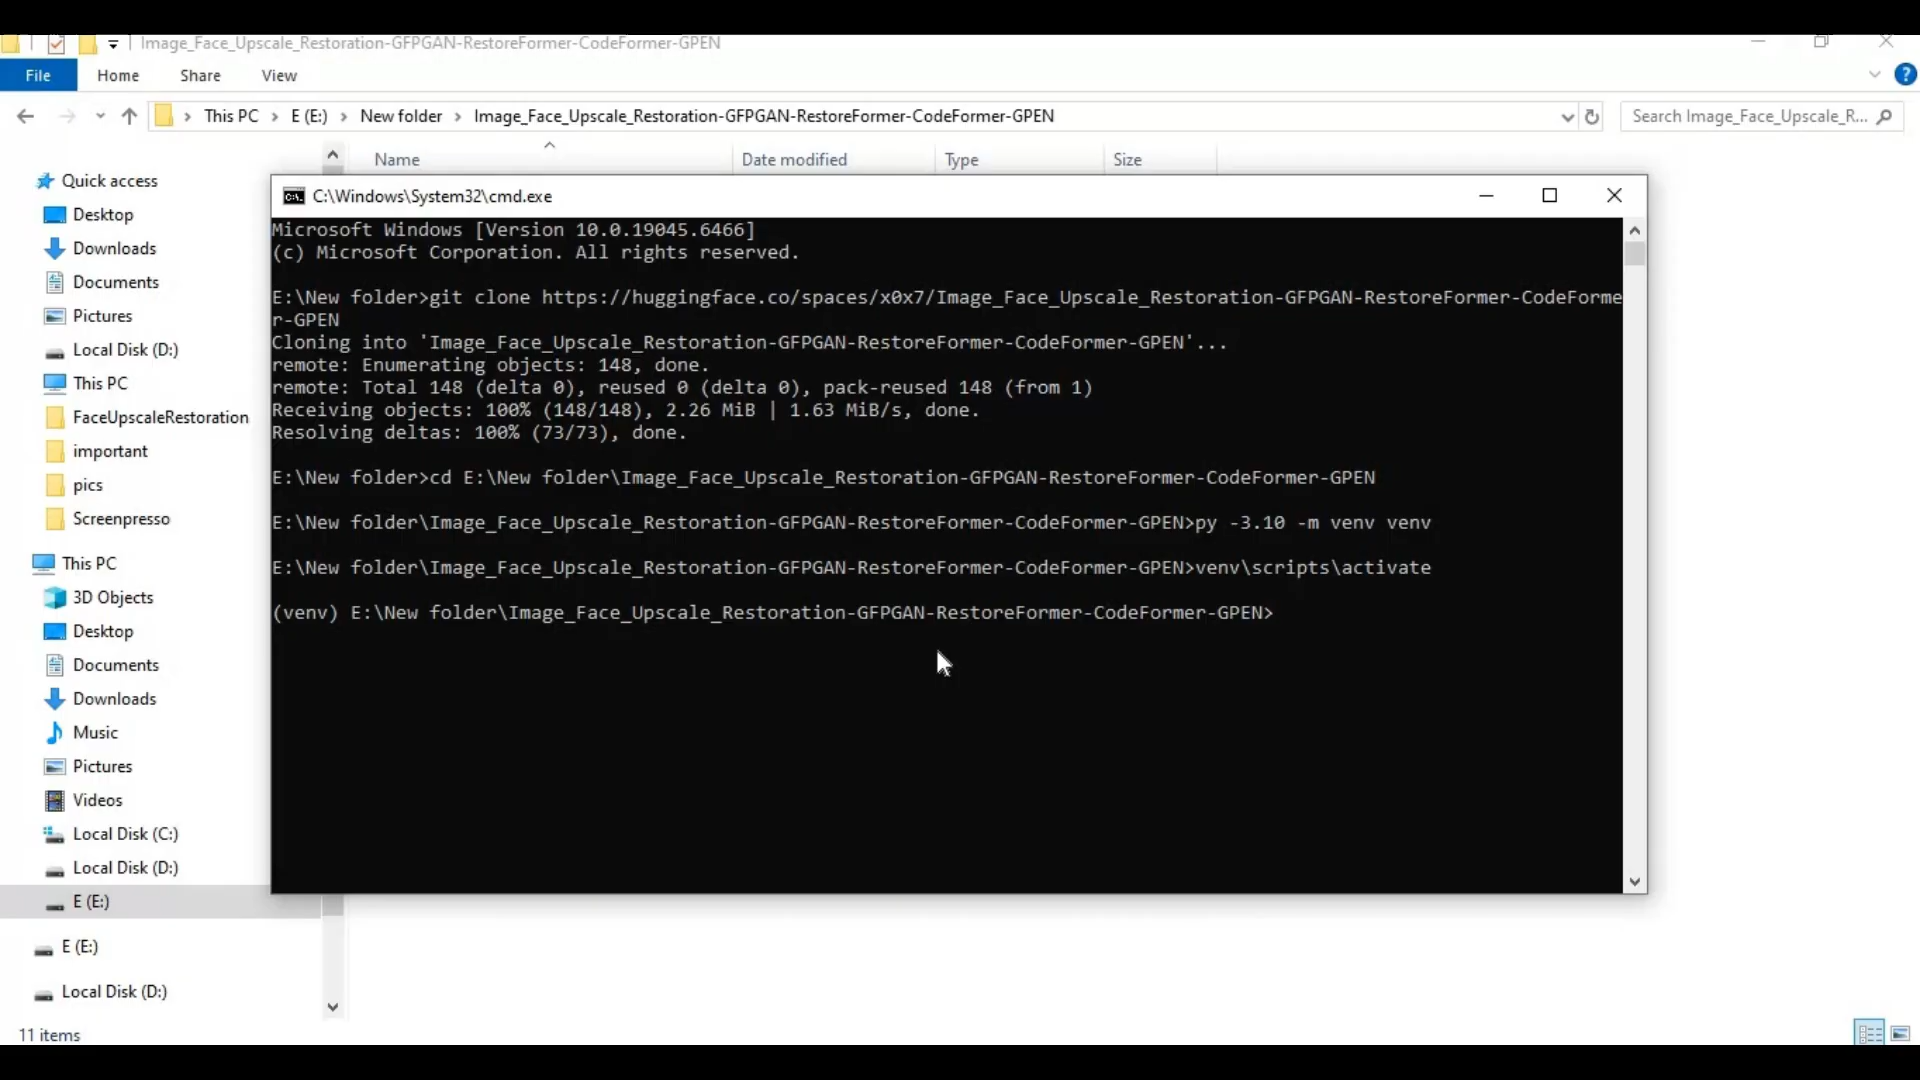 Image_Face_Upscale_Restoration-GFPGAN-RestoreFormer-CodeFormer-GPEN
File Home Share View
This PC > E (E:) > New folder > Image_Face_Upscale_Restoration-GFPGAN-RestoreFormer-CodeFormer-GPEN
Search Image_Face_Upscale_R...
Name Date modified Type Size
Quick access
Desktop
Downloads
Documents
Pictures
Local Disk (D:)
This PC
FaceUpscaleRestoration
important
pics
Screenpresso
This PC
3D Objects
Desktop
Documents
Downloads
Music
Pictures
Videos
Local Disk (C:)
Local Disk (D:)
E (E:)
E (E:)
Local Disk (D:)
11 items
C:\Windows\System32\cmd.exe
Microsoft Windows [Version 10.0.19045.6466]
(c) Microsoft Corporation. All rights reserved.
E:\New folder>git clone https://huggingface.co/spaces/x0x7/Image_Face_Upscale_Restoration-GFPGAN-RestoreFormer-CodeForme
r-GPEN
Cloning into 'Image_Face_Upscale_Restoration-GFPGAN-RestoreFormer-CodeFormer-GPEN'...
remote: Enumerating objects: 148, done.
remote: Total 148 (delta 0), reused 0 (delta 0), pack-reused 148 (from 1)
Receiving objects: 100% (148/148), 2.26 MiB | 1.63 MiB/s, done.
Resolving deltas: 100% (73/73), done.
E:\New folder>cd E:\New folder\Image_Face_Upscale_Restoration-GFPGAN-RestoreFormer-CodeFormer-GPEN
E:\New folder\Image_Face_Upscale_Restoration-GFPGAN-RestoreFormer-CodeFormer-GPEN>py -3.10 -m venv venv
E:\New folder\Image_Face_Upscale_Restoration-GFPGAN-RestoreFormer-CodeFormer-GPEN>venv\scripts\activate
(venv) E:\New folder\Image_Face_Upscale_Restoration-GFPGAN-RestoreFormer-CodeFormer-GPEN>